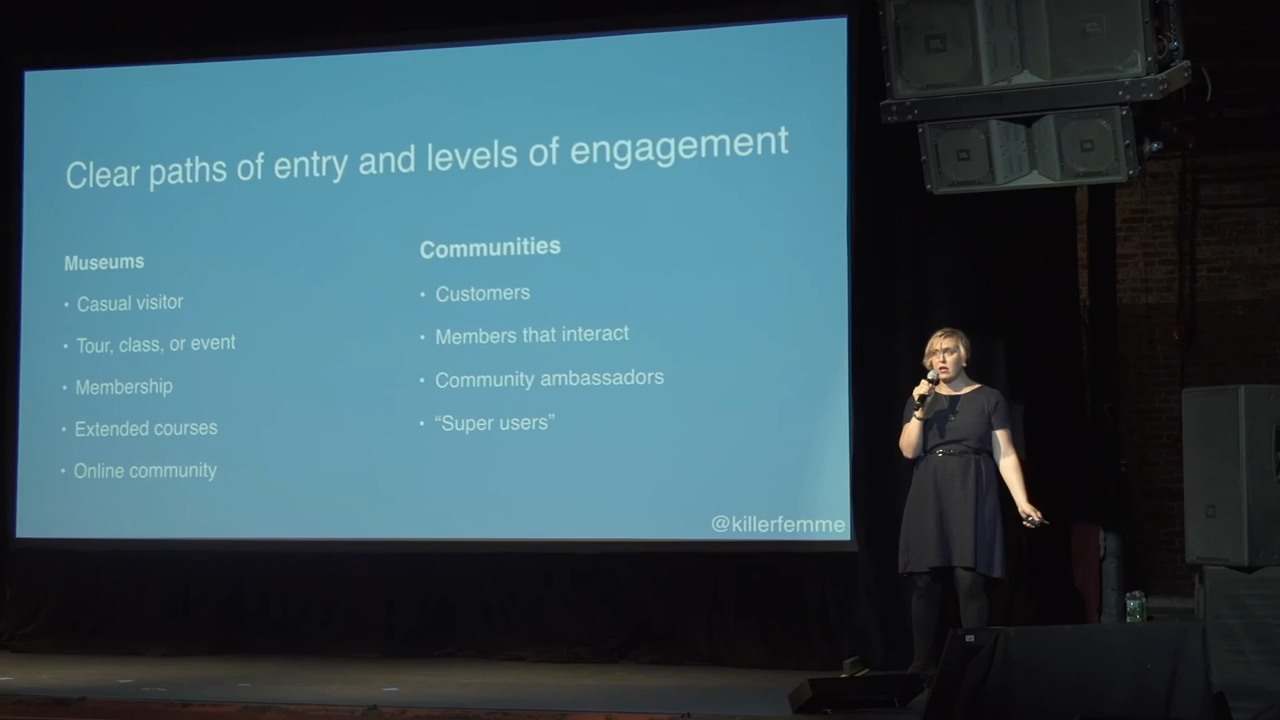 Clear paths of entry and levels of engagement
Museums
• Casual visitor
• Tour, class, or event
• Membership
• Extended courses
• Online community
Communities
• Customers
• Members that interact
• Community ambassadors
• “Super users”
@killerfemme